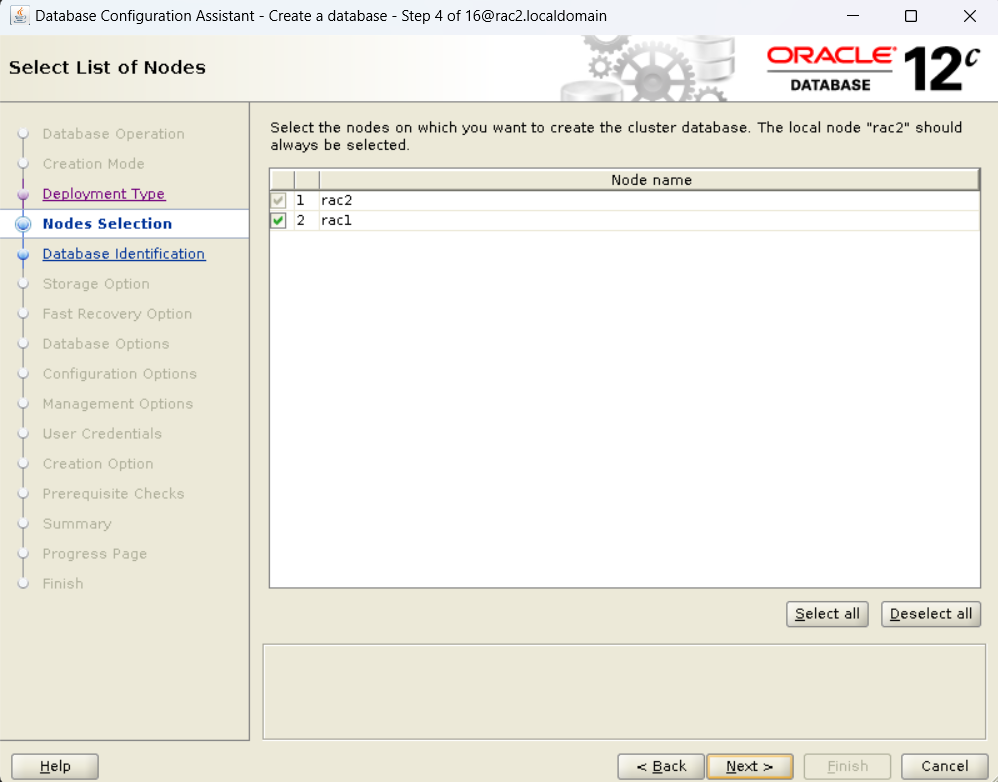 Database Configuration Assistant - Create a database - Step 4 of 16@rac2.localdomain
Select List of Nodes
ORACLE
DATABASE
12c
Database Operation
Creation Mode
Deployment Type
Nodes Selection
Database Identification
Storage Option
Fast Recovery Option
Database Options
Configuration Options
Management Options
User Credentials
Creation Option
Prerequisite Checks
Summary
Progress Page
Finish
Select the nodes on which you want to create the cluster database. The local node "rac2" should
always be selected.
Node name
1 rac2
2 rac1
Select all
Deselect all
Help
< Back
Next >
Finish
Cancel